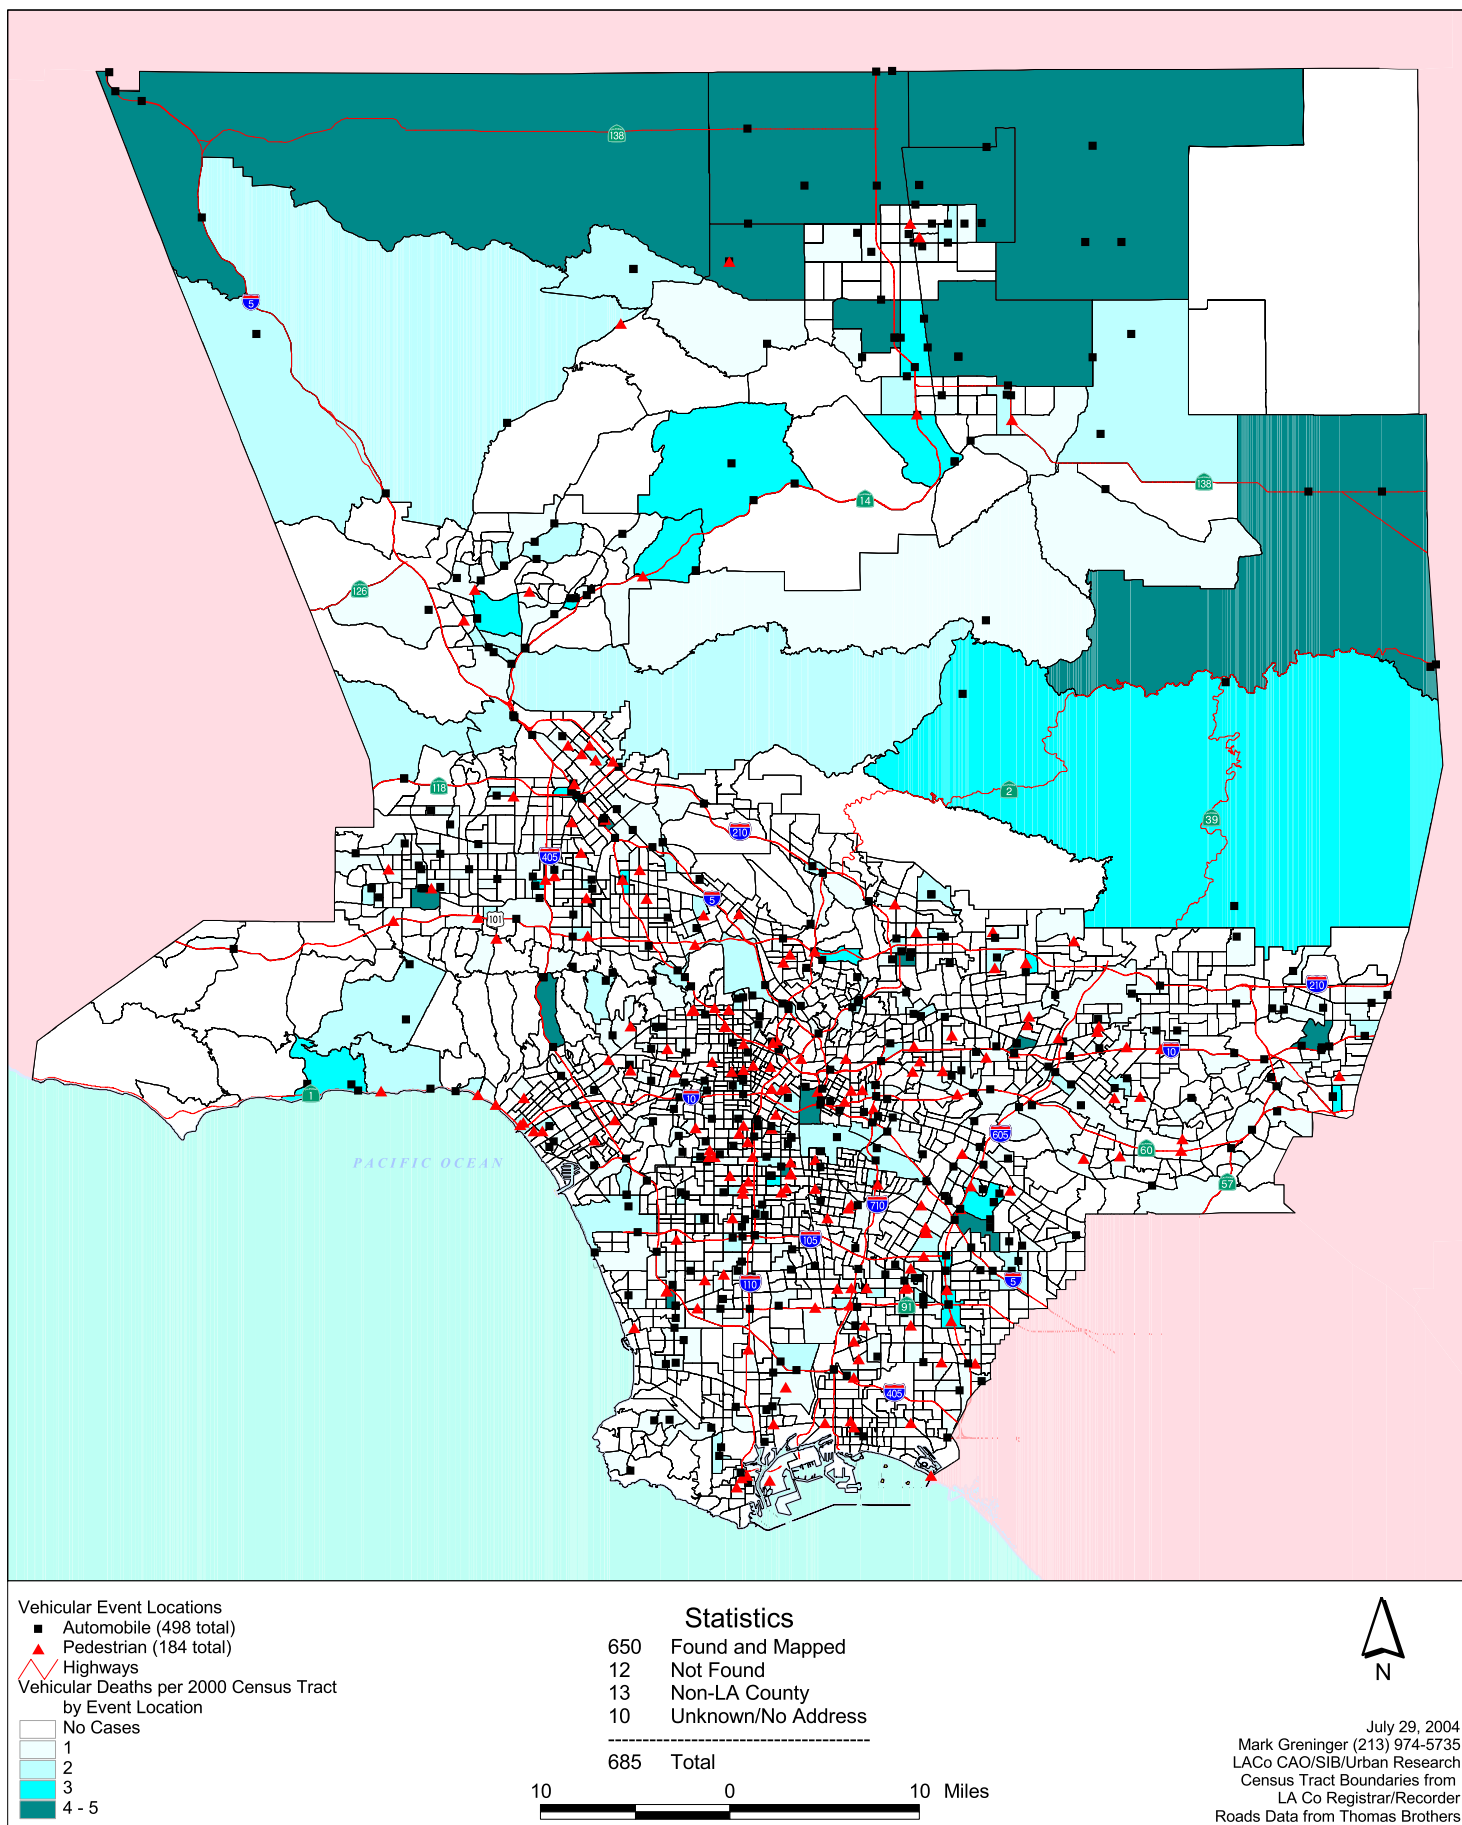 138
5
138
14
126
118
2
39
210
405
5
101
210
10
1
10
605
60
57
PACIFIC OCEAN
710
105
110
5
91
405
Vehicular Event Locations
Automobile (498 total)
Pedestrian (184 total)
Highways
Vehicular Deaths per 2000 Census Tract
by Event Location
No Cases
1
2
3
4 - 5
Statistics
650 Found and Mapped
12 Not Found
13 Non-LA County
10 Unknown/No Address
--------------------------------------
685 Total
10 0 10 Miles
N
July 29, 2004
Mark Greninger (213) 974-5735
LACo CAO/SIB/Urban Research
Census Tract Boundaries from
LA Co Registrar/Recorder
Roads Data from Thomas Brothers